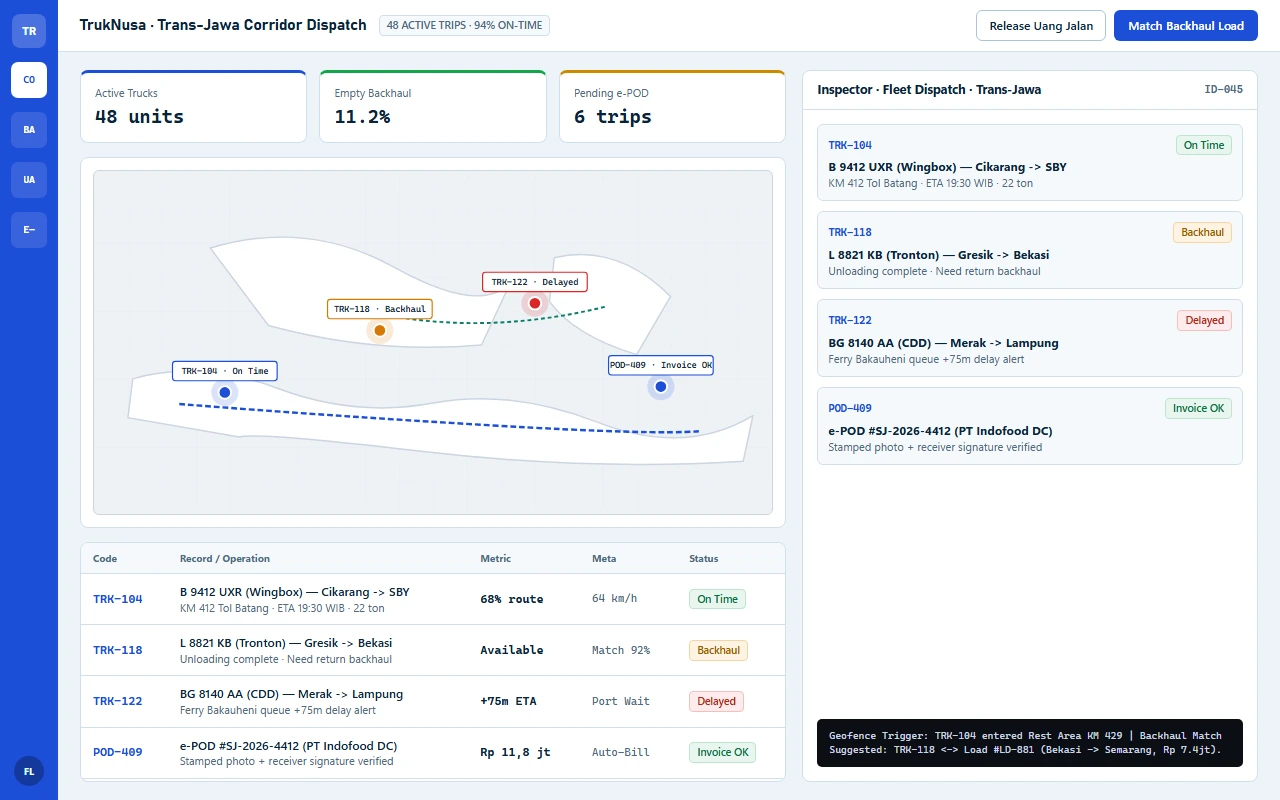 TR
CO
BA
UA
E–
FL
TrukNusa · Trans-Jawa Corridor Dispatch
48 ACTIVE TRIPS · 94% ON-TIME
Release Uang Jalan
Match Backhaul Load
Active Trucks
48 units
Empty Backhaul
11.2%
Pending e-POD
6 trips
TRK-122 · Delayed
TRK-118 · Backhaul
POD-409 · Invoice OK
TRK-104 · On Time
Code Record / Operation Metric Meta Status
TRK-104 B 9412 UXR (Wingbox) — Cikarang -> SBY 68% route 64 km/h On Time
KM 412 Tol Batang · ETA 19:30 WIB · 22 ton
TRK-118 L 8821 KB (Tronton) — Gresik -> Bekasi Available Match 92% Backhaul
Unloading complete · Need return backhaul
TRK-122 BG 8140 AA (CDD) — Merak -> Lampung +75m ETA Port Wait Delayed
Ferry Bakauheni queue +75m delay alert
POD-409 e-POD #SJ-2026-4412 (PT Indofood DC) Rp 11,8 jt Auto-Bill Invoice OK
Stamped photo + receiver signature verified
Inspector · Fleet Dispatch · Trans-Jawa
ID-045
TRK-104 On Time
B 9412 UXR (Wingbox) — Cikarang -> SBY
KM 412 Tol Batang · ETA 19:30 WIB · 22 ton
TRK-118 Backhaul
L 8821 KB (Tronton) — Gresik -> Bekasi
Unloading complete · Need return backhaul
TRK-122 Delayed
BG 8140 AA (CDD) — Merak -> Lampung
Ferry Bakauheni queue +75m delay alert
POD-409 Invoice OK
e-POD #SJ-2026-4412 (PT Indofood DC)
Stamped photo + receiver signature verified
Geofence Trigger: TRK-104 entered Rest Area KM 429 | Backhaul Match
Suggested: TRK-118 <-> Load #LD-881 (Bekasi -> Semarang, Rp 7.4jt).